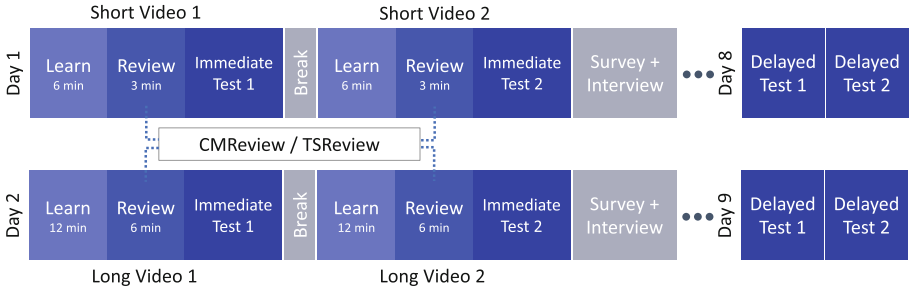 Short Video 1
Short Video 2
Day 1
Learn
6 min
Review
3 min
Immediate
Test 1
Break
Learn
6 min
Review
3 min
Immediate
Test 2
Survey +
Interview
Day 8
Delayed
Test 1
Delayed
Test 2
CMReview / TSReview
Day 2
Learn
12 min
Review
6 min
Immediate
Test 1
Break
Learn
12 min
Review
6 min
Immediate
Test 2
Survey +
Interview
Day 9
Delayed
Test 1
Delayed
Test 2
Long Video 1
Long Video 2